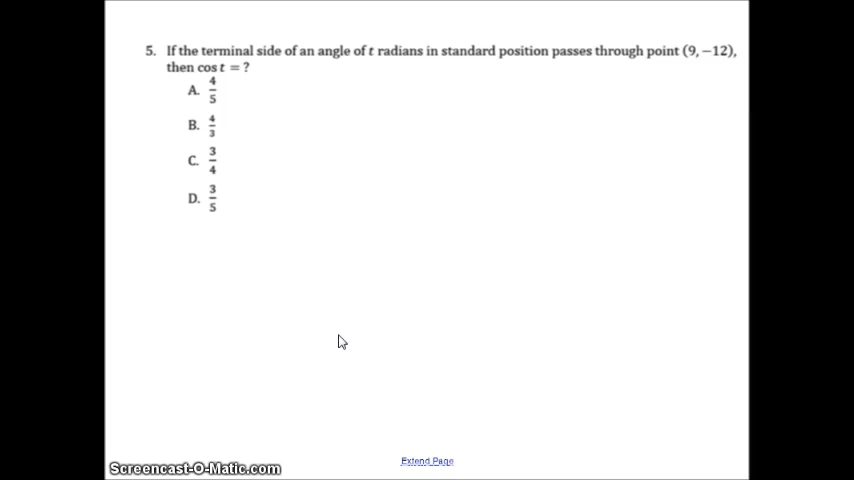 5. If the terminal side of an angle of t radians in standard position passes through point (9, −12),
then cos t = ?
A. 4/5
B. 4/3
C. 3/4
D. 3/5
Extend Page
Screencast-O-Matic.com